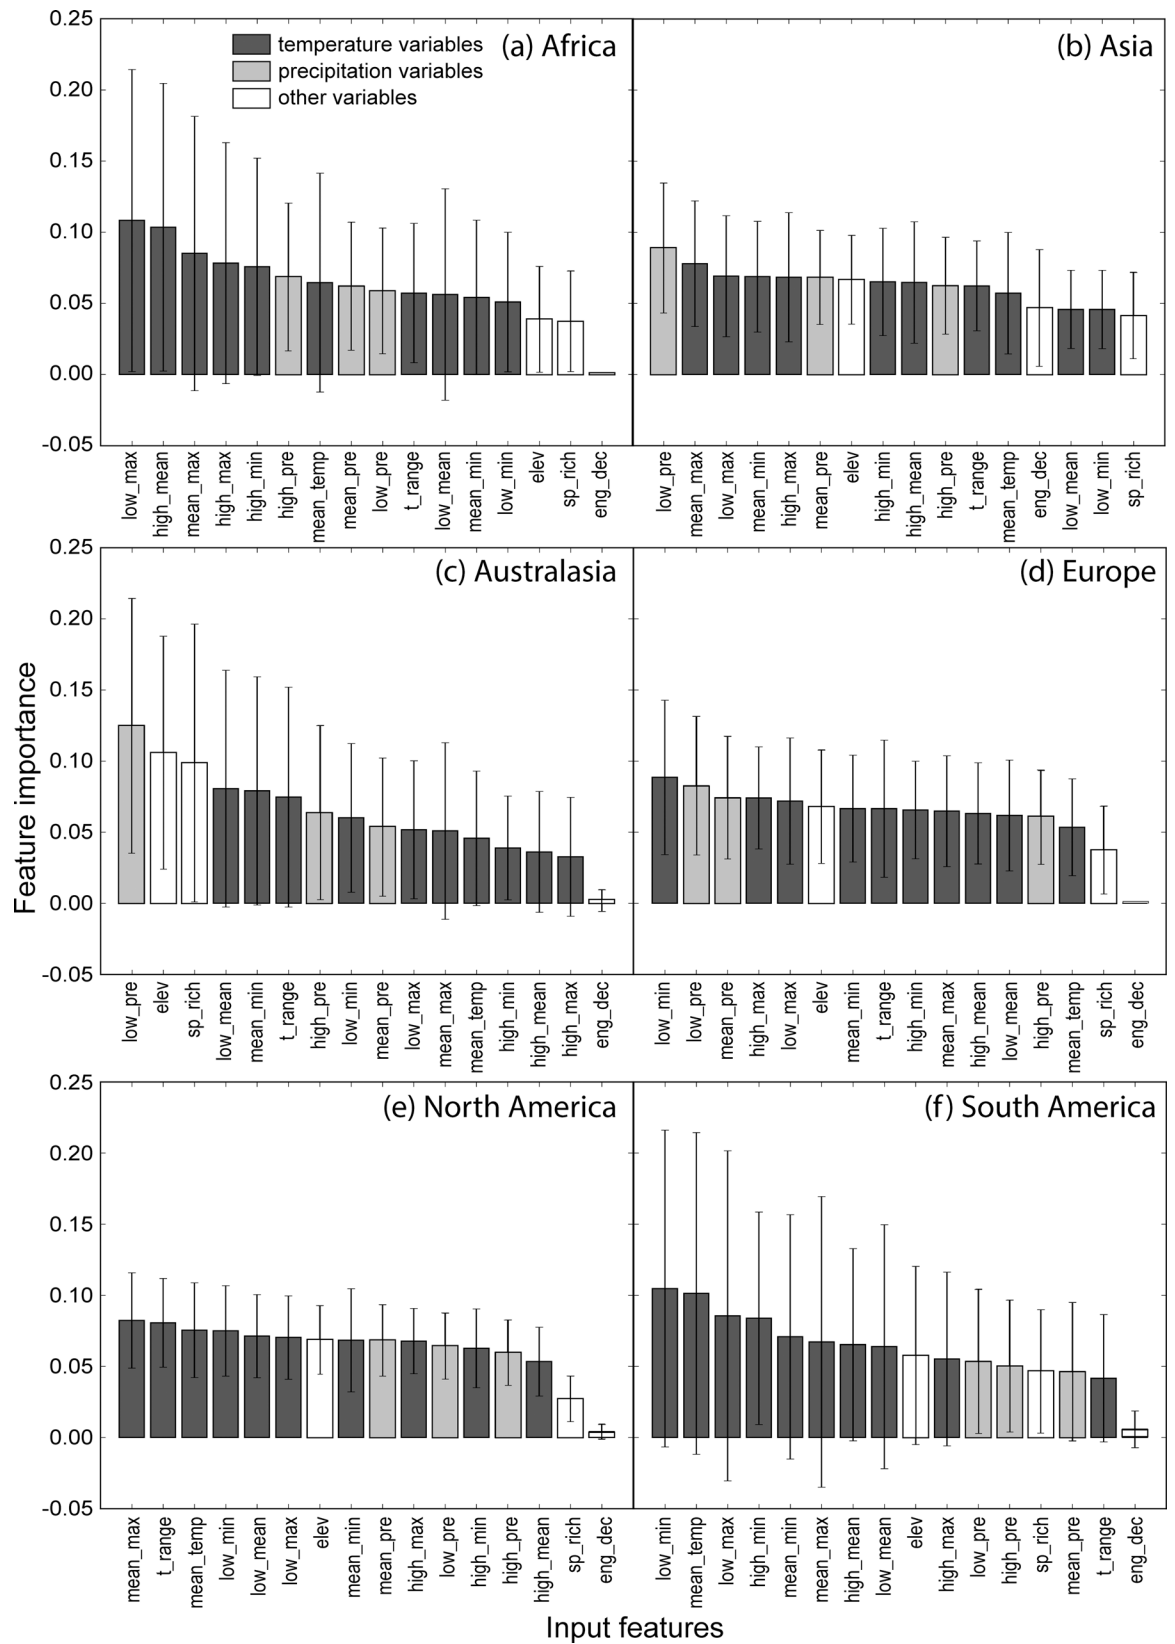 0.25
0.20
0.15
0.10
0.05
0.00
-0.05
temperature variables
precipitation variables
other variables
(a) Africa
(b) Asia
low_max
high_mean
mean_max
high_max
high_min
high_pre
mean_temp
mean_pre
low_pre
t_range
low_mean
mean_min
low_min
elev
sp_rich
eng_dec
low_pre
mean_max
low_max
mean_min
high_max
mean_pre
elev
high_min
high_mean
high_pre
t_range
mean_temp
eng_dec
low_mean
low_min
sp_rich
0.25
0.20
0.15
0.10
0.05
0.00
-0.05
(c) Australasia
(d) Europe
Feature importance
low_pre
elev
sp_rich
low_mean
mean_min
t_range
high_pre
low_min
mean_pre
low_max
mean_max
mean_temp
high_min
high_mean
high_max
eng_dec
low_min
low_pre
mean_pre
high_max
low_max
elev
mean_min
t_range
high_min
mean_max
high_mean
low_mean
high_pre
mean_temp
sp_rich
eng_dec
0.25
0.20
0.15
0.10
0.05
0.00
-0.05
(e) North America
(f) South America
mean_max
t_range
mean_temp
low_min
low_mean
low_max
elev
mean_min
mean_pre
high_max
low_pre
high_min
high_pre
high_mean
sp_rich
eng_dec
low_min
mean_temp
low_max
high_min
mean_min
mean_max
high_mean
low_mean
elev
high_max
low_pre
high_pre
sp_rich
mean_pre
t_range
eng_dec
Input features